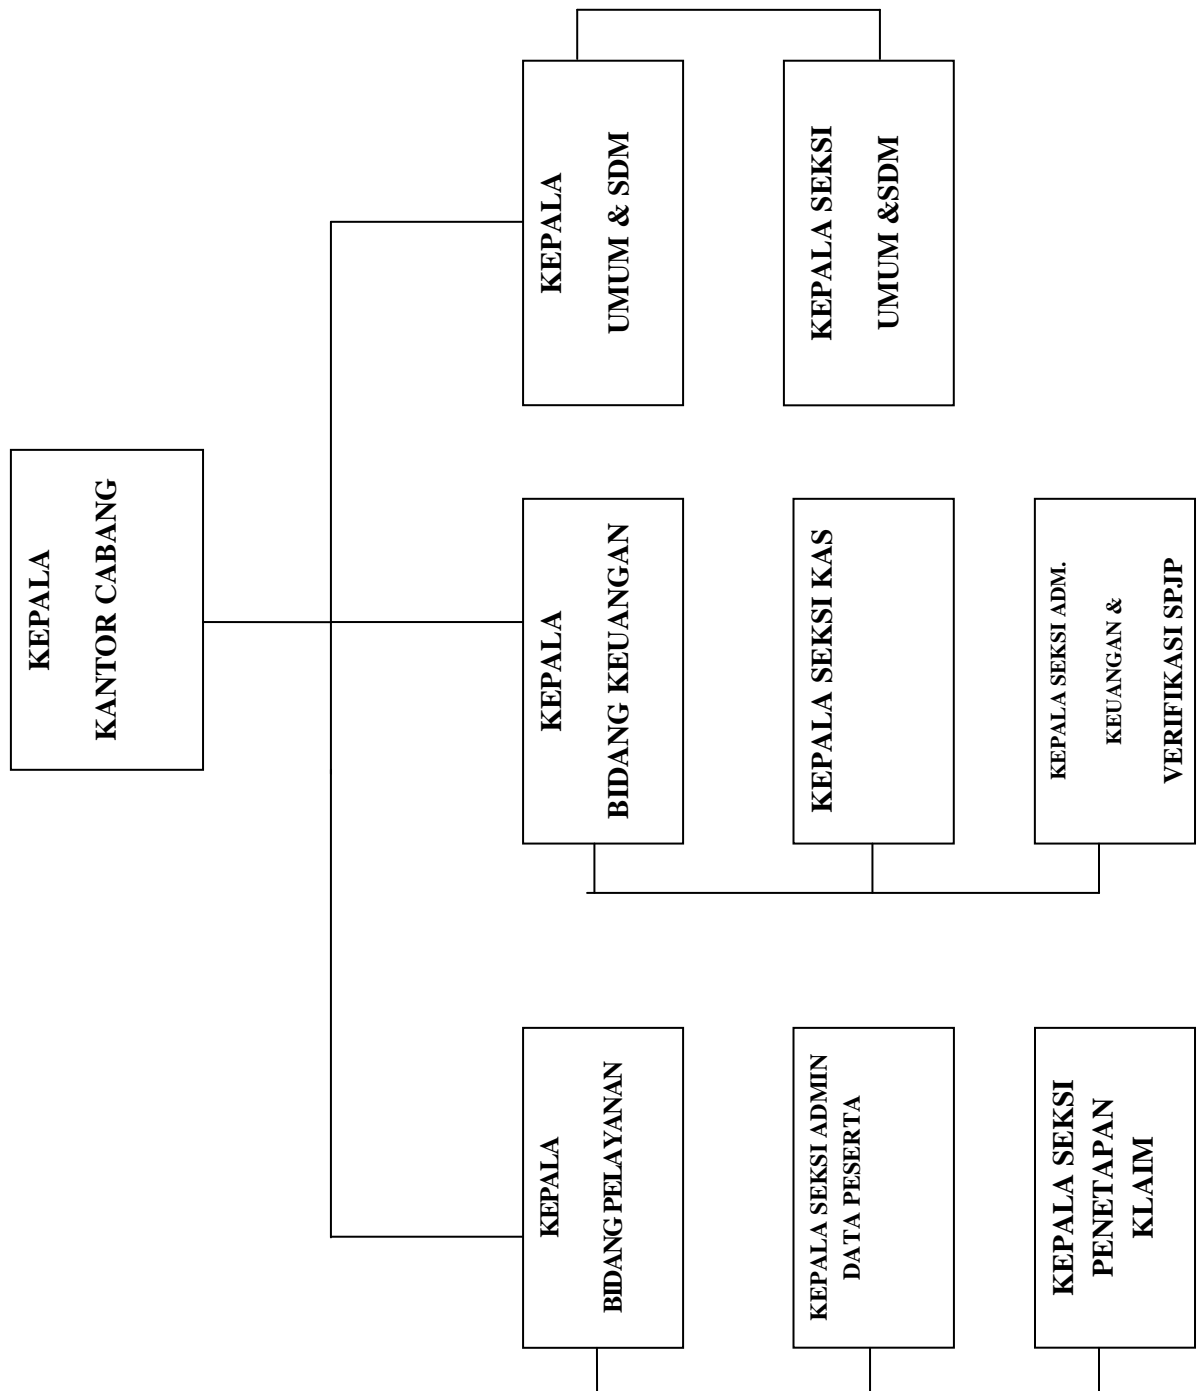 KEPALA
KANTOR CABANG
KEPALA
BIDANG PELAYANAN
KEPALA
BIDANG KEUANGAN
KEPALA
UMUM & SDM
KEPALA SEKSI ADMIN
DATA PESERTA
KEPALA SEKSI KAS
KEPALA SEKSI
UMUM &SDM
KEPALA SEKSI
PENETAPAN
KLAIM
KEPALA SEKSI ADM.
KEUANGAN &
VERIFIKASI SPJP